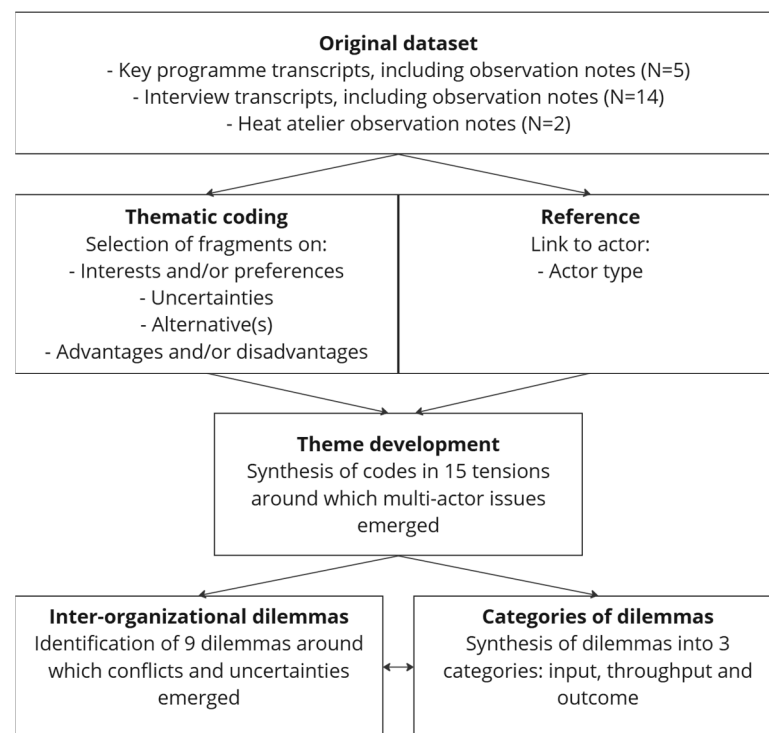 Original dataset
- Key programme transcripts, including observation notes (N=5)
- Interview transcripts, including observation notes (N=14)
- Heat atelier observation notes (N=2)
Thematic coding
Selection of fragments on:
- Interests and/or preferences
- Uncertainties
- Alternative(s)
- Advantages and/or disadvantages
Reference
Link to actor:
- Actor type
Theme development
Synthesis of codes in 15 tensions
around which multi-actor issues
emerged
Inter-organizational dilemmas
Identification of 9 dilemmas around
which conflicts and uncertainties
emerged
Categories of dilemmas
Synthesis of dilemmas into 3
categories: input, throughput and
outcome